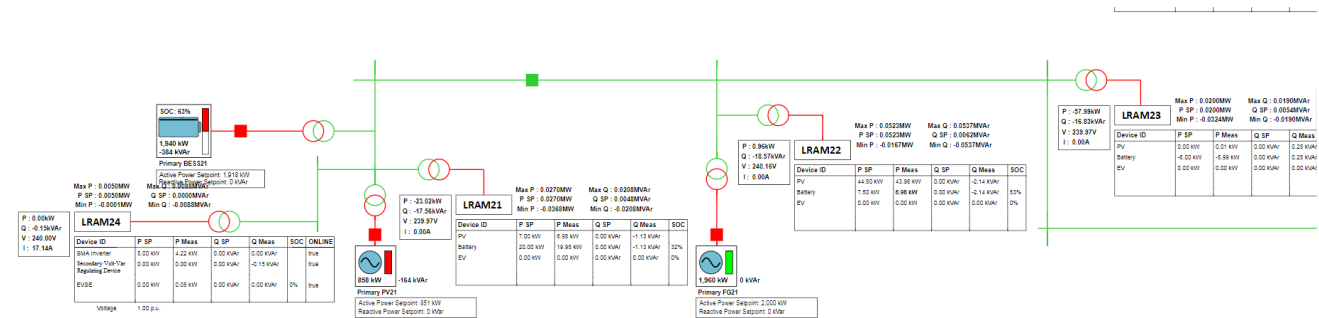 SOC: 63%
1,940 kW
-384 kVAr
Primary BESS21
Active Power Setpoint: 1,918 kW
Reactive Power Setpoint: 0 kVAr
Max P : 0.0050MW Max Q : 0.0088MVAr
P SP : 0.0050MW Q SP : 0.0000MVAr
Min P : -0.0001MW Min Q : -0.0088MVAr
P : 0.00kW
Q : -0.15kVAr
V : 240.00V
I : 17.14A
LRAM24
Device ID P SP P Meas Q SP Q Meas SOC ONLINE
SMA Inverter 5.00 kW 4.22 kW 0.00 kVAr 0.00 kVAr true
Secondary Volt-Var Regulating Device 0.00 kW 0.00 kW 0.00 kVAr -0.15 kVAr true
EVSE 0.00 kW 0.05 kW 0.00 kVAr 0.00 kVAr 0% true
Voltage 1.00 p.u.
858 kW -164 kVAr
Primary PV21
Active Power Setpoint: 851 kW
Reactive Power Setpoint: 0 kVar
P : -23.02kW
Q : -17.56kVAr
V : 239.97V
I : 0.00A
LRAM21
Max P : 0.0270MW Max Q : 0.0208MVAr
P SP : 0.0270MW Q SP : 0.0048MVAr
Min P : -0.0368MW Min Q : -0.0208MVAr
Device ID P SP P Meas Q SP Q Meas SOC
PV 7.00 kW 6.98 kW 0.00 kVAr -1.13 kVAr
Battery 20.00 kW 19.98 kW 0.00 kVAr -1.13 kVAr 32%
EV 0.00 kW 0.00 kW 0.00 kVAr 0.00 kVAr 0%
1,960 kW 0 kVAr
Primary FG21
Active Power Setpoint: 2,000 kW
Reactive Power Setpoint: 0 kVar
P : 0.96kW
Q : -18.57kVAr
V : 240.16V
I : 0.00A
LRAM22
Max P : 0.0523MW Max Q : 0.0537MVAr
P SP : 0.0523MW Q SP : 0.0062MVAr
Min P : -0.0167MW Min Q : -0.0537MVAr
Device ID P SP P Meas Q SP Q Meas SOC
PV 44.80 kW 43.96 kW 0.00 kVAr -2.14 kVAr
Battery 7.50 kW 6.96 kW 0.00 kVAr -2.14 kVAr 53%
EV 0.00 kW 0.00 kW 0.00 kVAr 0.00 kVAr 0%
P : -57.99kW
Q : -16.83kVAr
V : 239.97V
I : 0.00A
LRAM23
Max P : 0.0200MW Max Q : 0.0190MVAr
P SP : 0.0200MW Q SP : 0.0054MVAr
Min P : -0.0324MW Min Q : -0.0190MVAr
Device ID P SP P Meas Q SP Q Meas
PV 0.00 kW 0.01 kW 0.00 kVAr 0.25 kVAr
Battery -6.00 kW -5.99 kW 0.00 kVAr 0.25 kVAr
EV 0.00 kW 0.00 kW 0.00 kVAr 0.00 kVAr